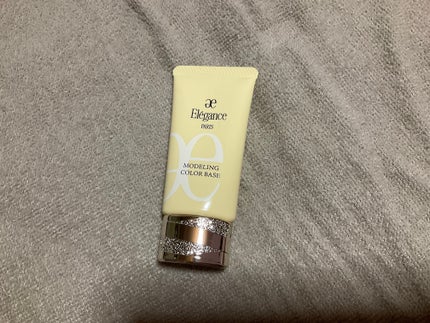 æ
Elégance
PARIS
æ
MODELING
COLOR BASE